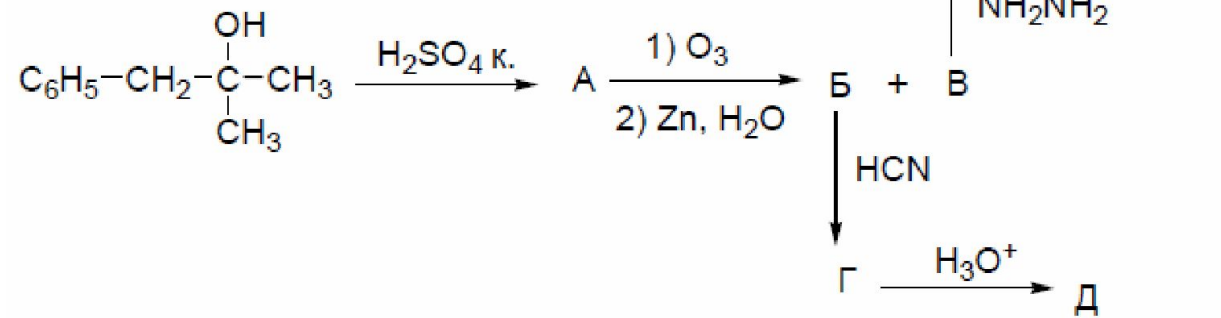 NH₂NH₂
OH
C₆H₅–CH₂–C–CH₃
CH₃
H₂SO₄ к.
А
1) O₃
2) Zn, H₂O
Б + В
HCN
Г
H₃O⁺
Д